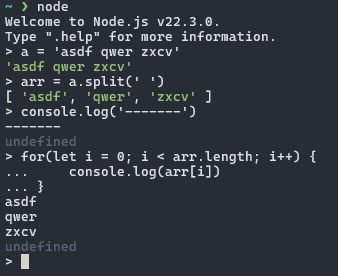 ~ ❯ node
Welcome to Node.js v22.3.0.
Type ".help" for more information.
> a = 'asdf qwer zxcv'
'asdf qwer zxcv'
> arr = a.split(' ')
[ 'asdf', 'qwer', 'zxcv' ]
> console.log('-------')
-------
undefined
> for(let i = 0; i < arr.length; i++) {
...     console.log(arr[i])
... }
asdf
qwer
zxcv
undefined
>